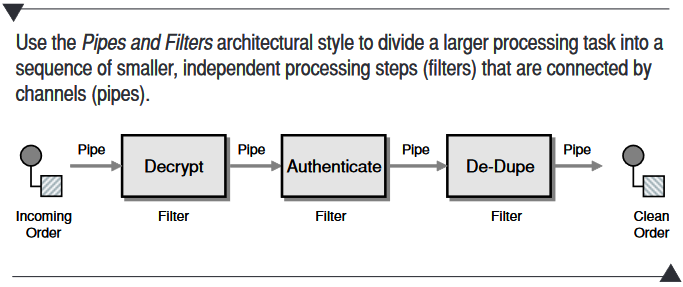 Use the Pipes and Filters architectural style to divide a larger processing task into a
sequence of smaller, independent processing steps (filters) that are connected by
channels (pipes).
Pipe
Pipe
Pipe
Pipe
Decrypt
Authenticate
De-Dupe
Incoming
Order
Filter
Filter
Filter
Clean
Order